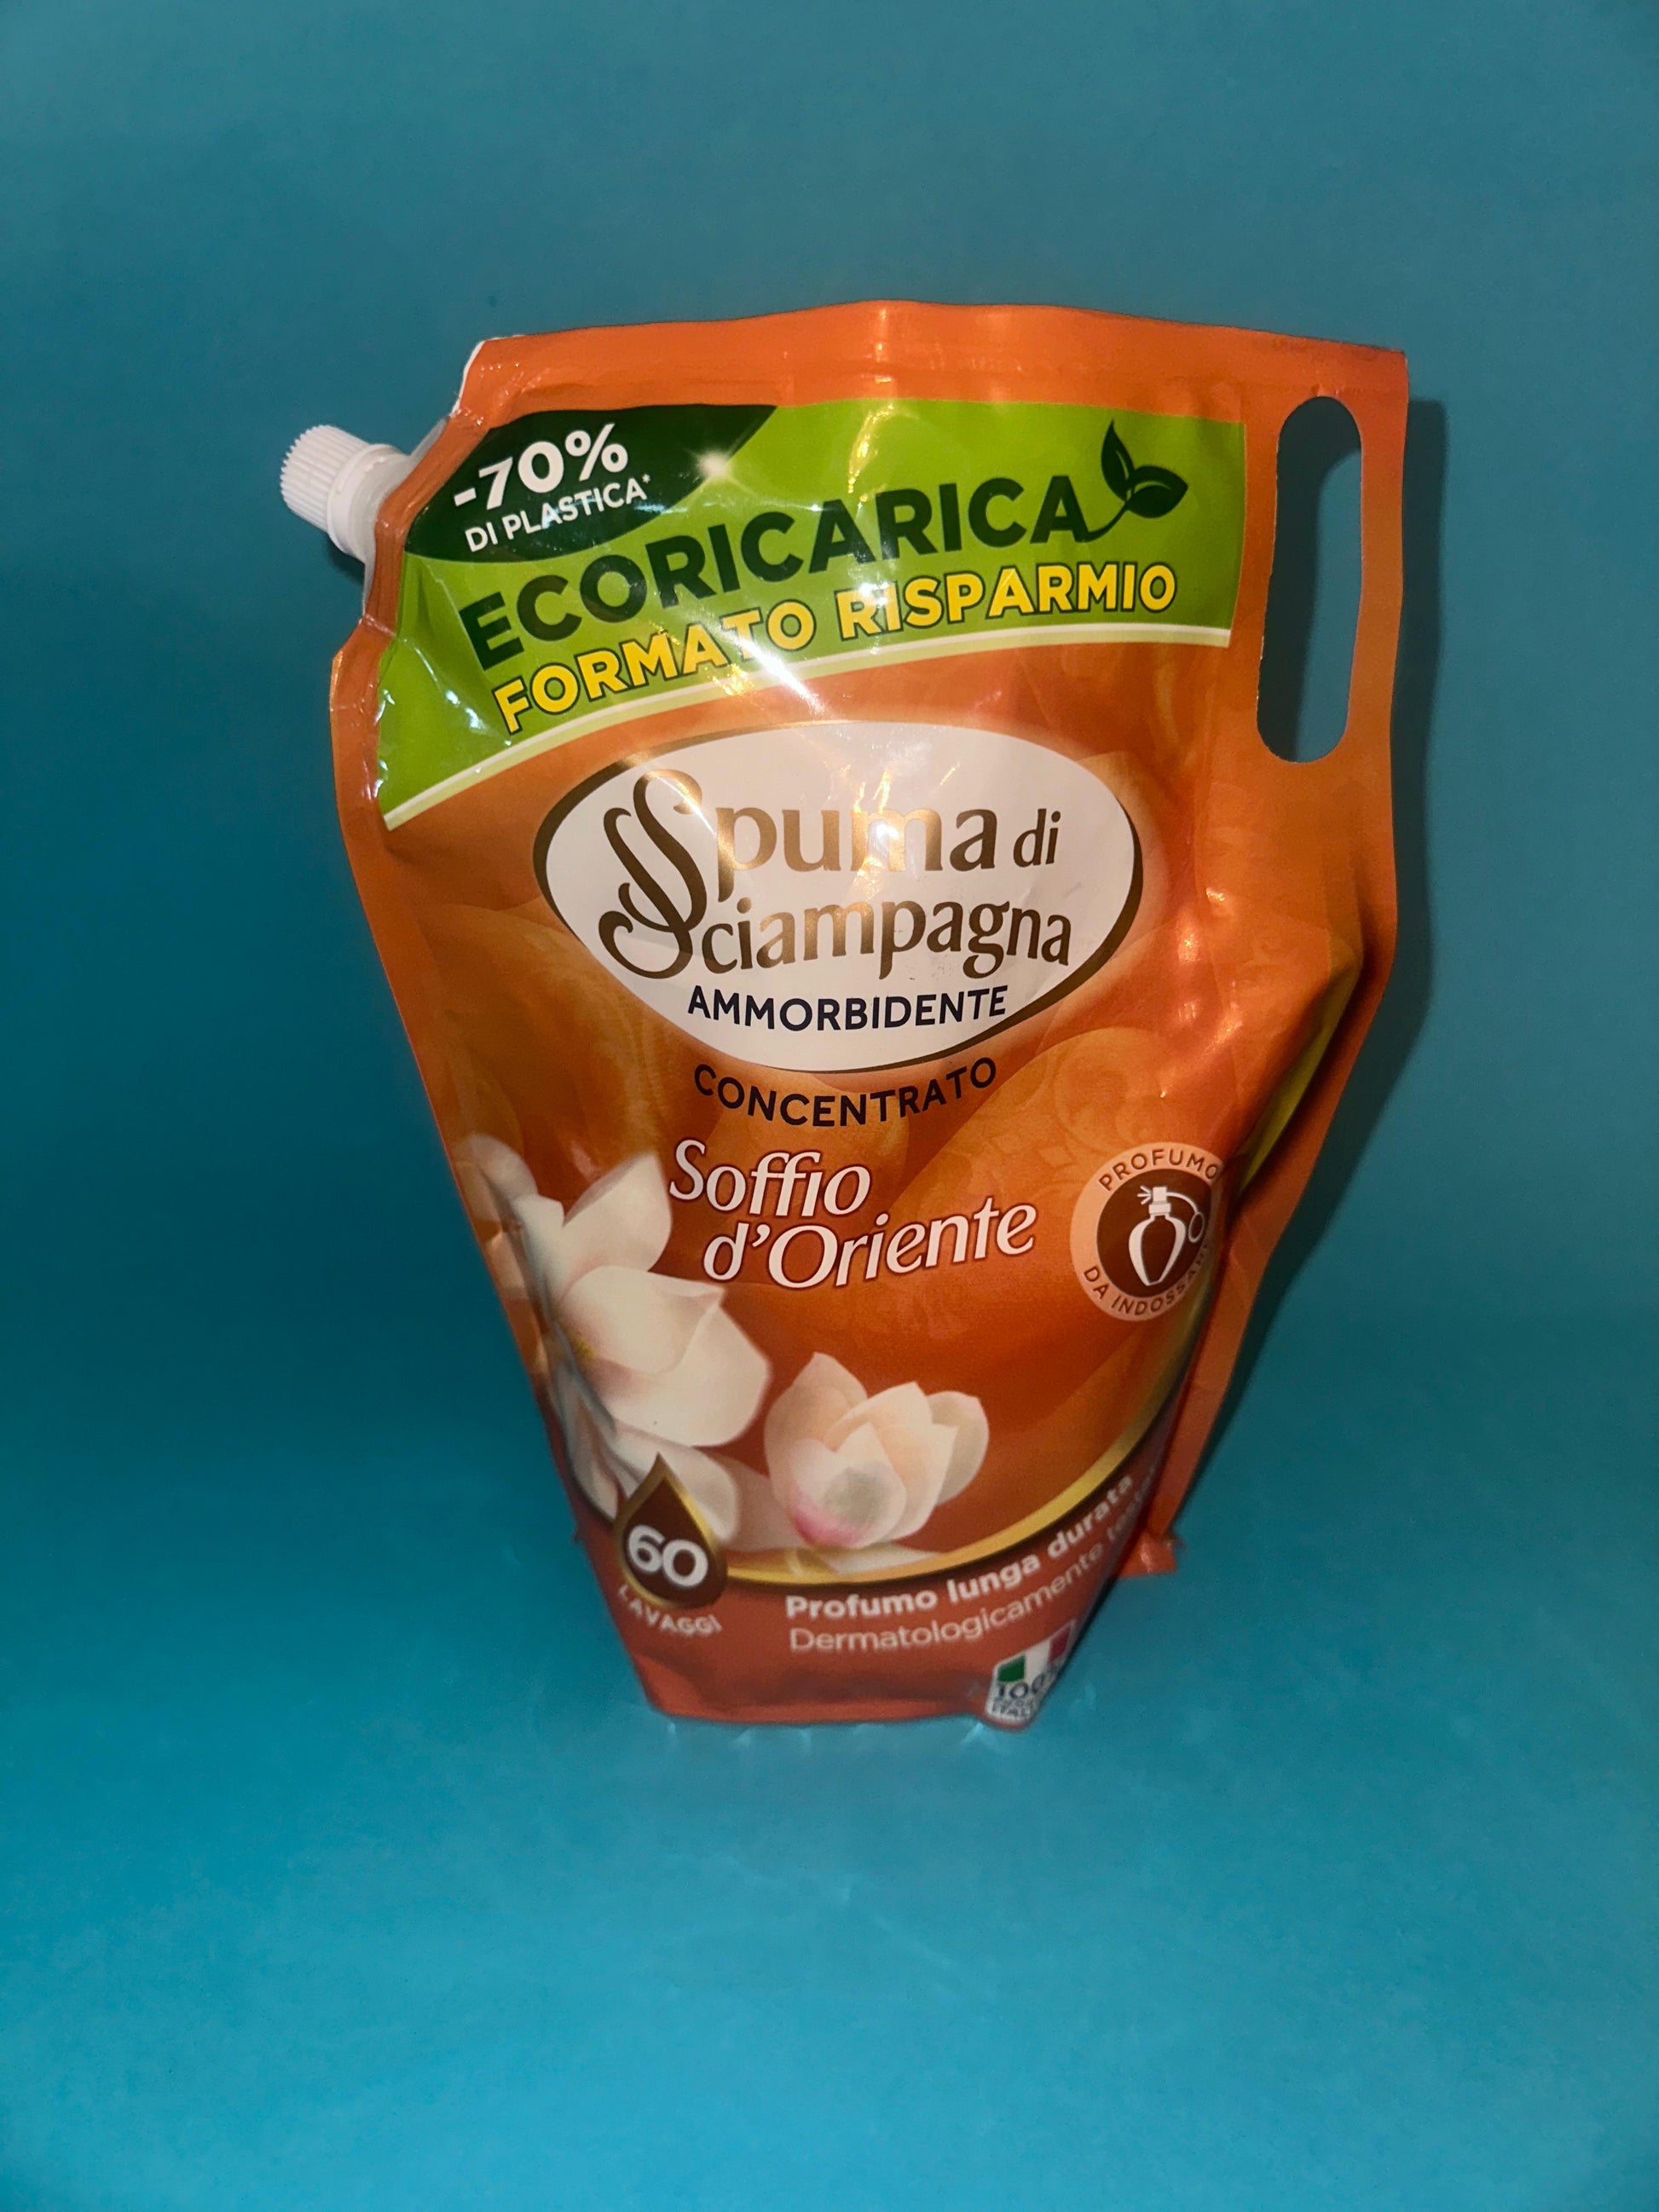 -70%
DI PLASTICA*
ECORICARICA
FORMATO RISPARMIO
Spuma di
Sciampagna
AMMORBIDENTE
CONCENTRATO
Soffio
d'Oriente
PROFUMO
DA
60
LAVAGGI
Profumo lunga durata
Dermatologicamente